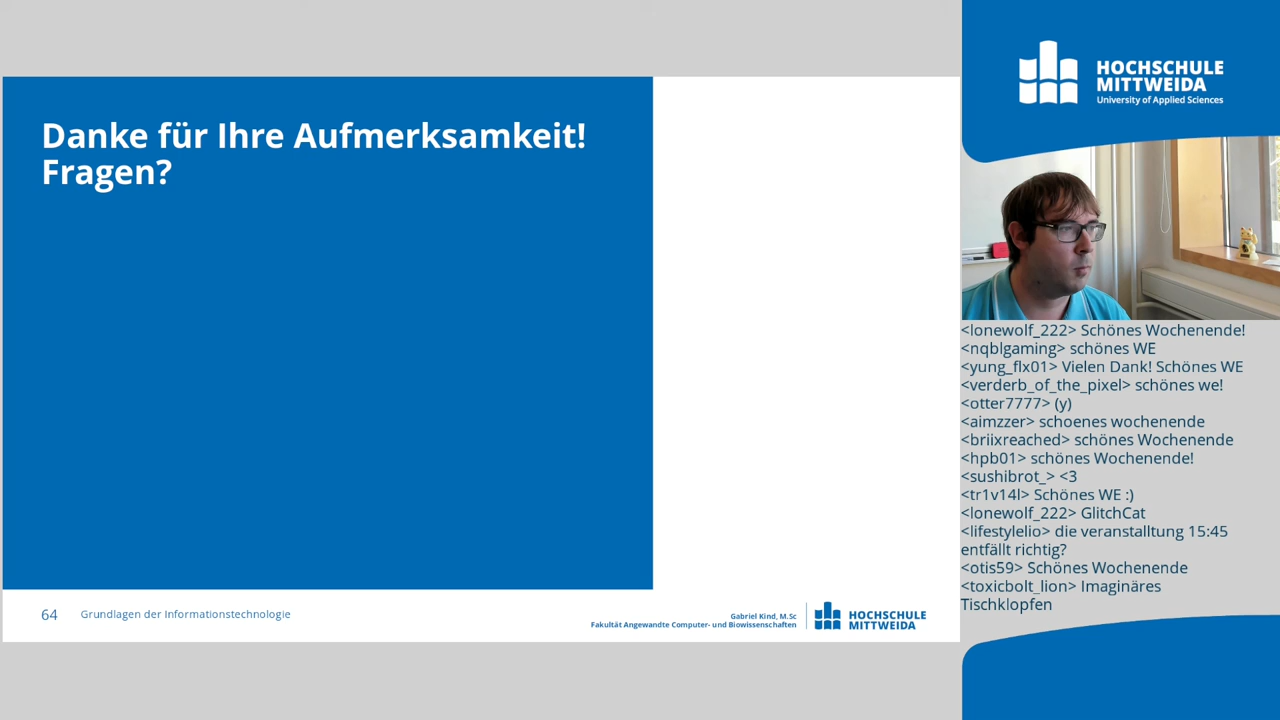 Danke für Ihre Aufmerksamkeit!
Fragen?
64 Grundlagen der Informationstechnologie
Gabriel Kind, M.Sc
Fakultät Angewandte Computer- und Biowissenschaften
HOCHSCHULE
MITTWEIDA
HOCHSCHULE
MITTWEIDA
University of Applied Sciences
<lonewolf_222> Schönes Wochenende!
<nqblgaming> schönes WE
<yung_flx01> Vielen Dank! Schönes WE
<verderb_of_the_pixel> schönes we!
<otter7777> (y)
<aimzzer> schoenes wochenende
<briixreached> schönes Wochenende
<hpb01> schönes Wochenende!
<sushibrot_> <3
<tr1v14l> Schönes WE :)
<lonewolf_222> GlitchCat
<lifestylelio> die veranstalltung 15:45
entfällt richtig?
<otis59> Schönes Wochenende
<toxicbolt_lion> Imaginäres
Tischklopfen